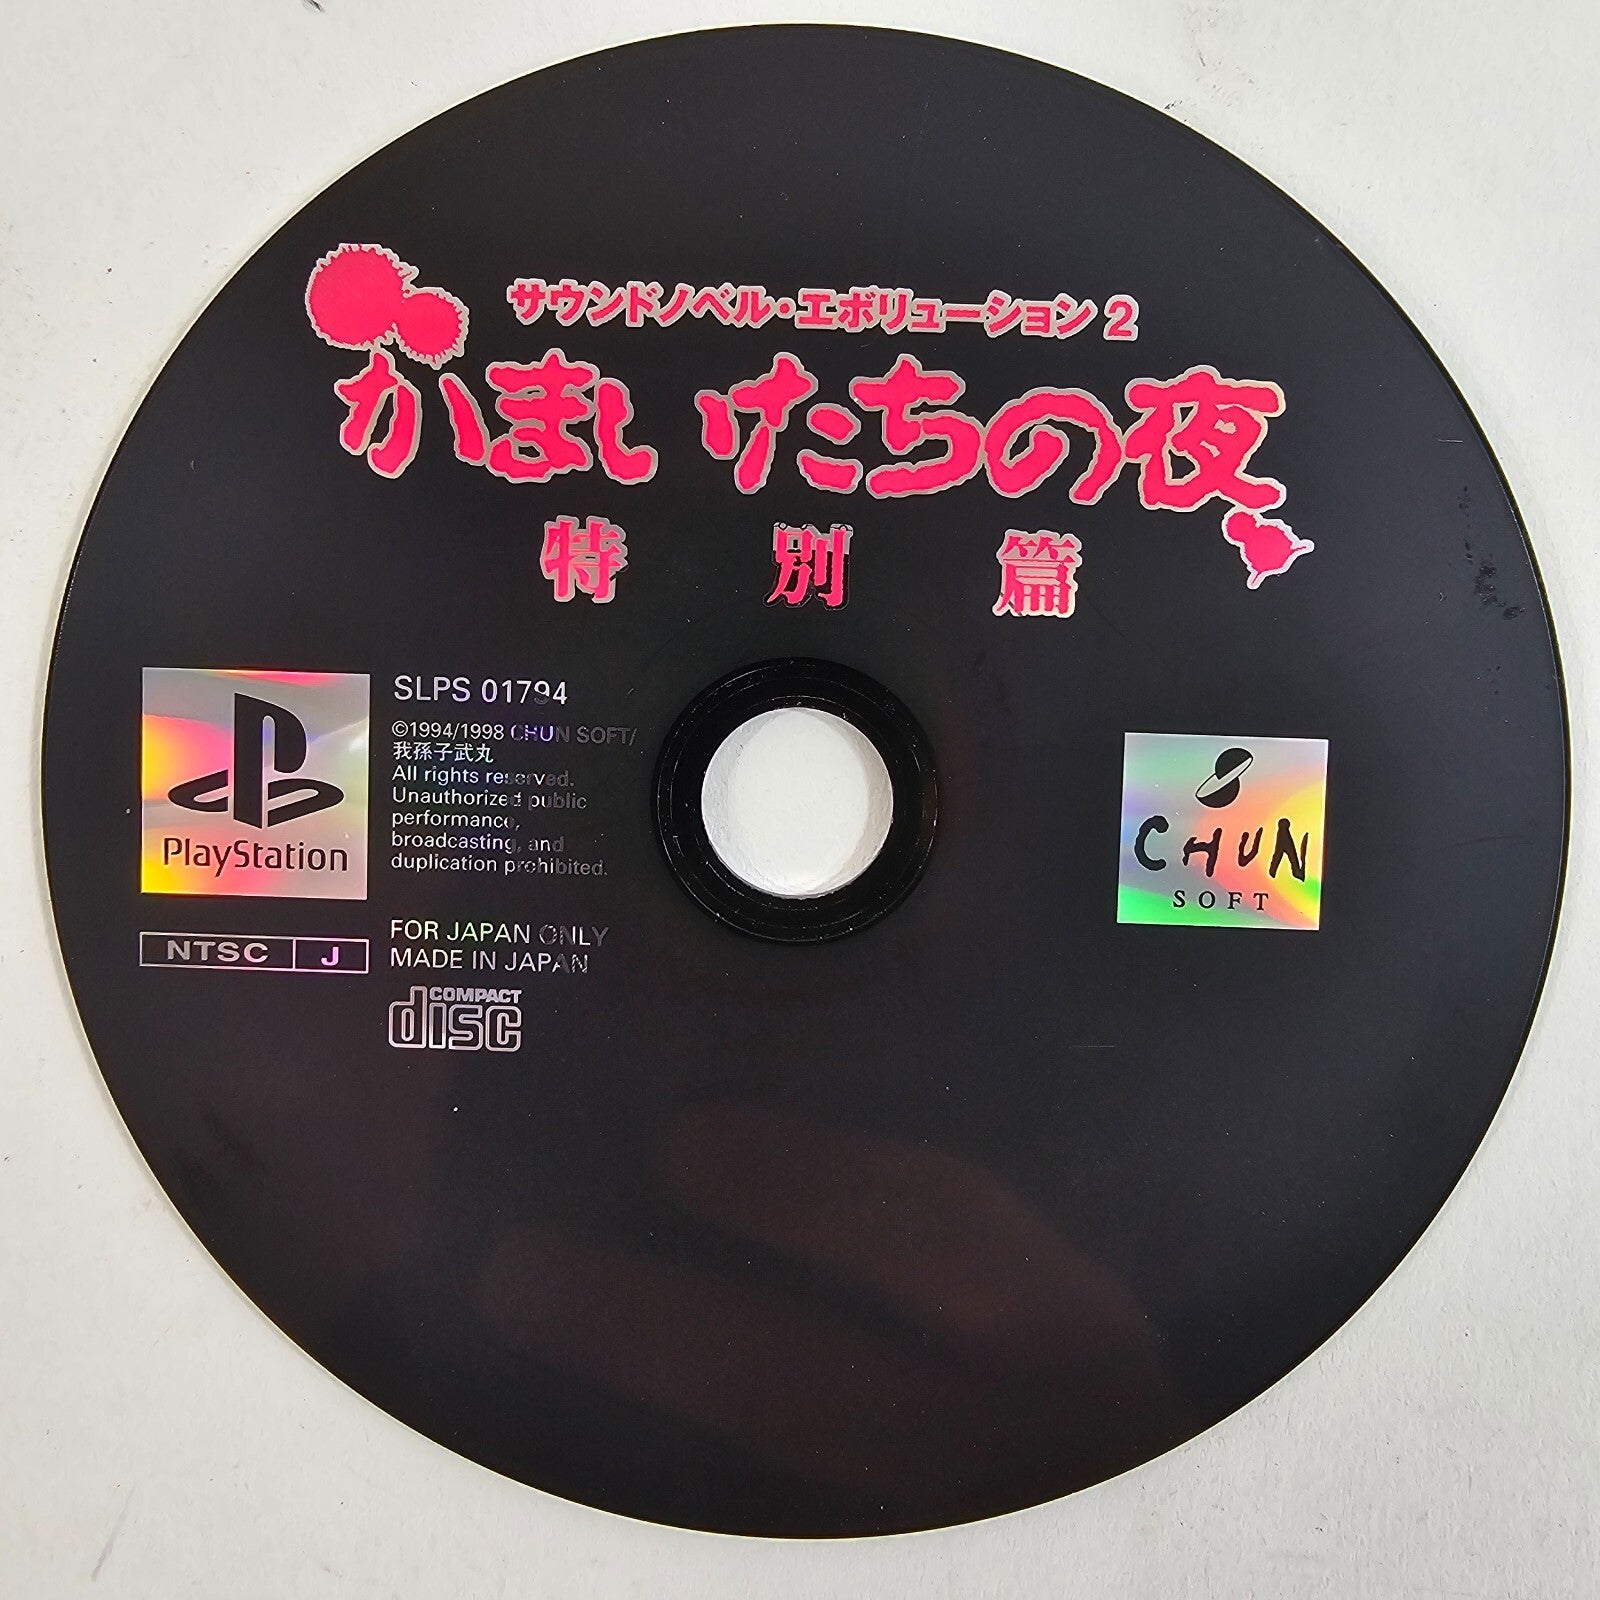 サウンドノベル・エボリューション 2
かまいたちの夜
特別篇
SLPS 01794
©1994/1998 CHUN SOFT/
我孫子武丸
All rights reserved.
Unauthorized public
performance,
broadcasting, and
duplication prohibited.
PlayStation
NTSC J
FOR JAPAN ONLY
MADE IN JAPAN
COMPACT
disc
CHUN
SOFT